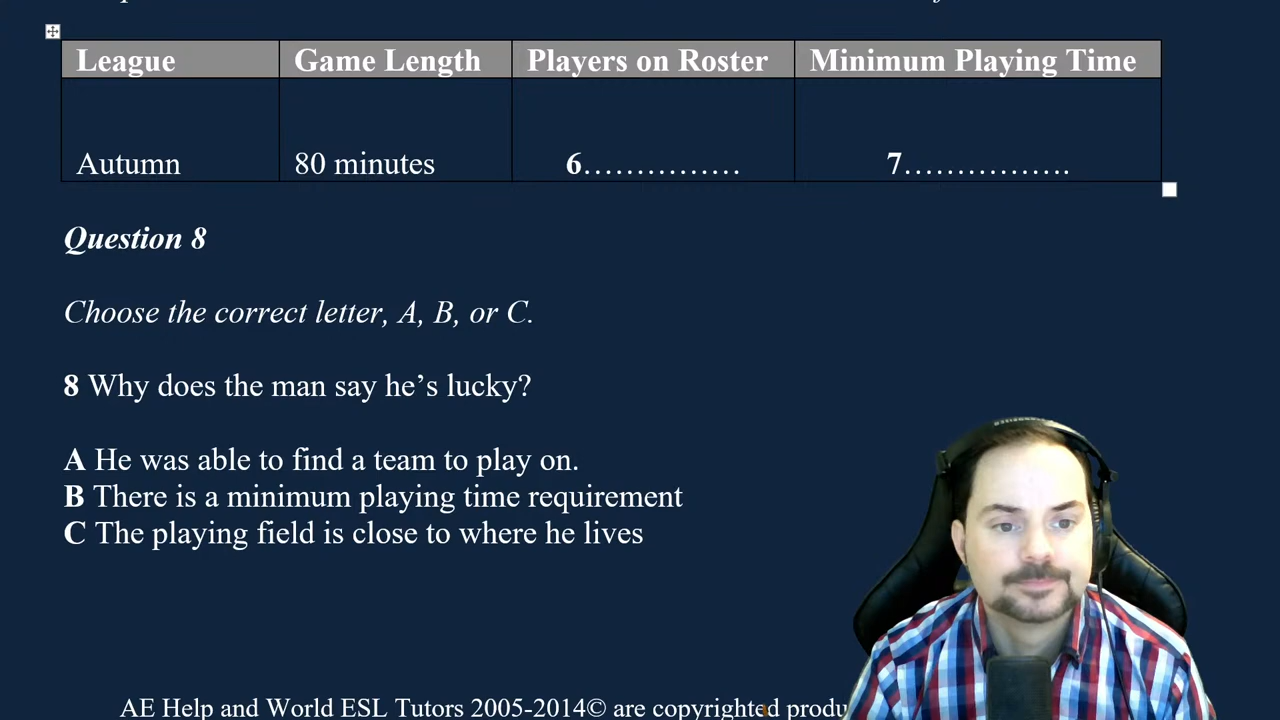 League Game Length Players on Roster Minimum Playing Time
Autumn 80 minutes 6…………… 7…………….
Question 8
Choose the correct letter, A, B, or C.
8 Why does the man say he’s lucky?
A He was able to find a team to play on.
B There is a minimum playing time requirement
C The playing field is close to where he lives
AE Help and World ESL Tutors 2005-2014© are copyrighted produ